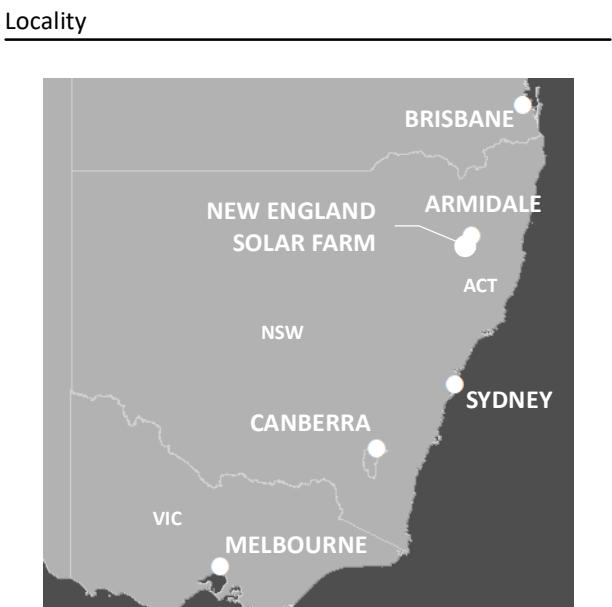 Locality
BRISBANE
NEW ENGLAND
SOLAR FARM
ARMIDALE
ACT
NSW
SYDNEY
CANBERRA
VIC
MELBOURNE